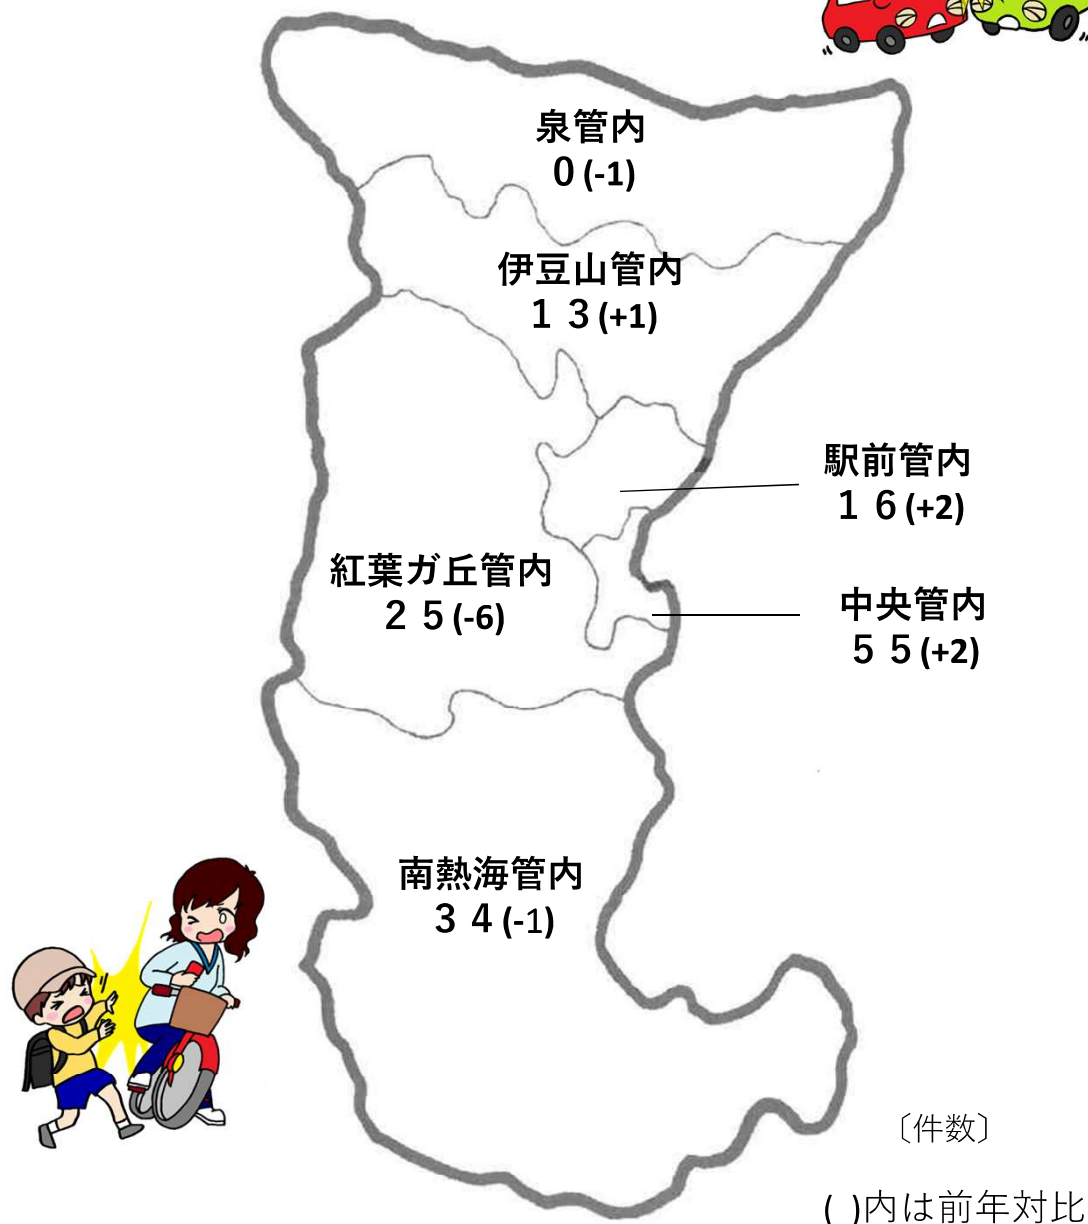 泉管内
0(-1)
伊豆山管内
13(+1)
駅前管内
16(+2)
紅葉ガ丘管内
25(-6)
中央管内
55(+2)
南熱海管内
34(-1)
〔件数〕
( )内は前年対比